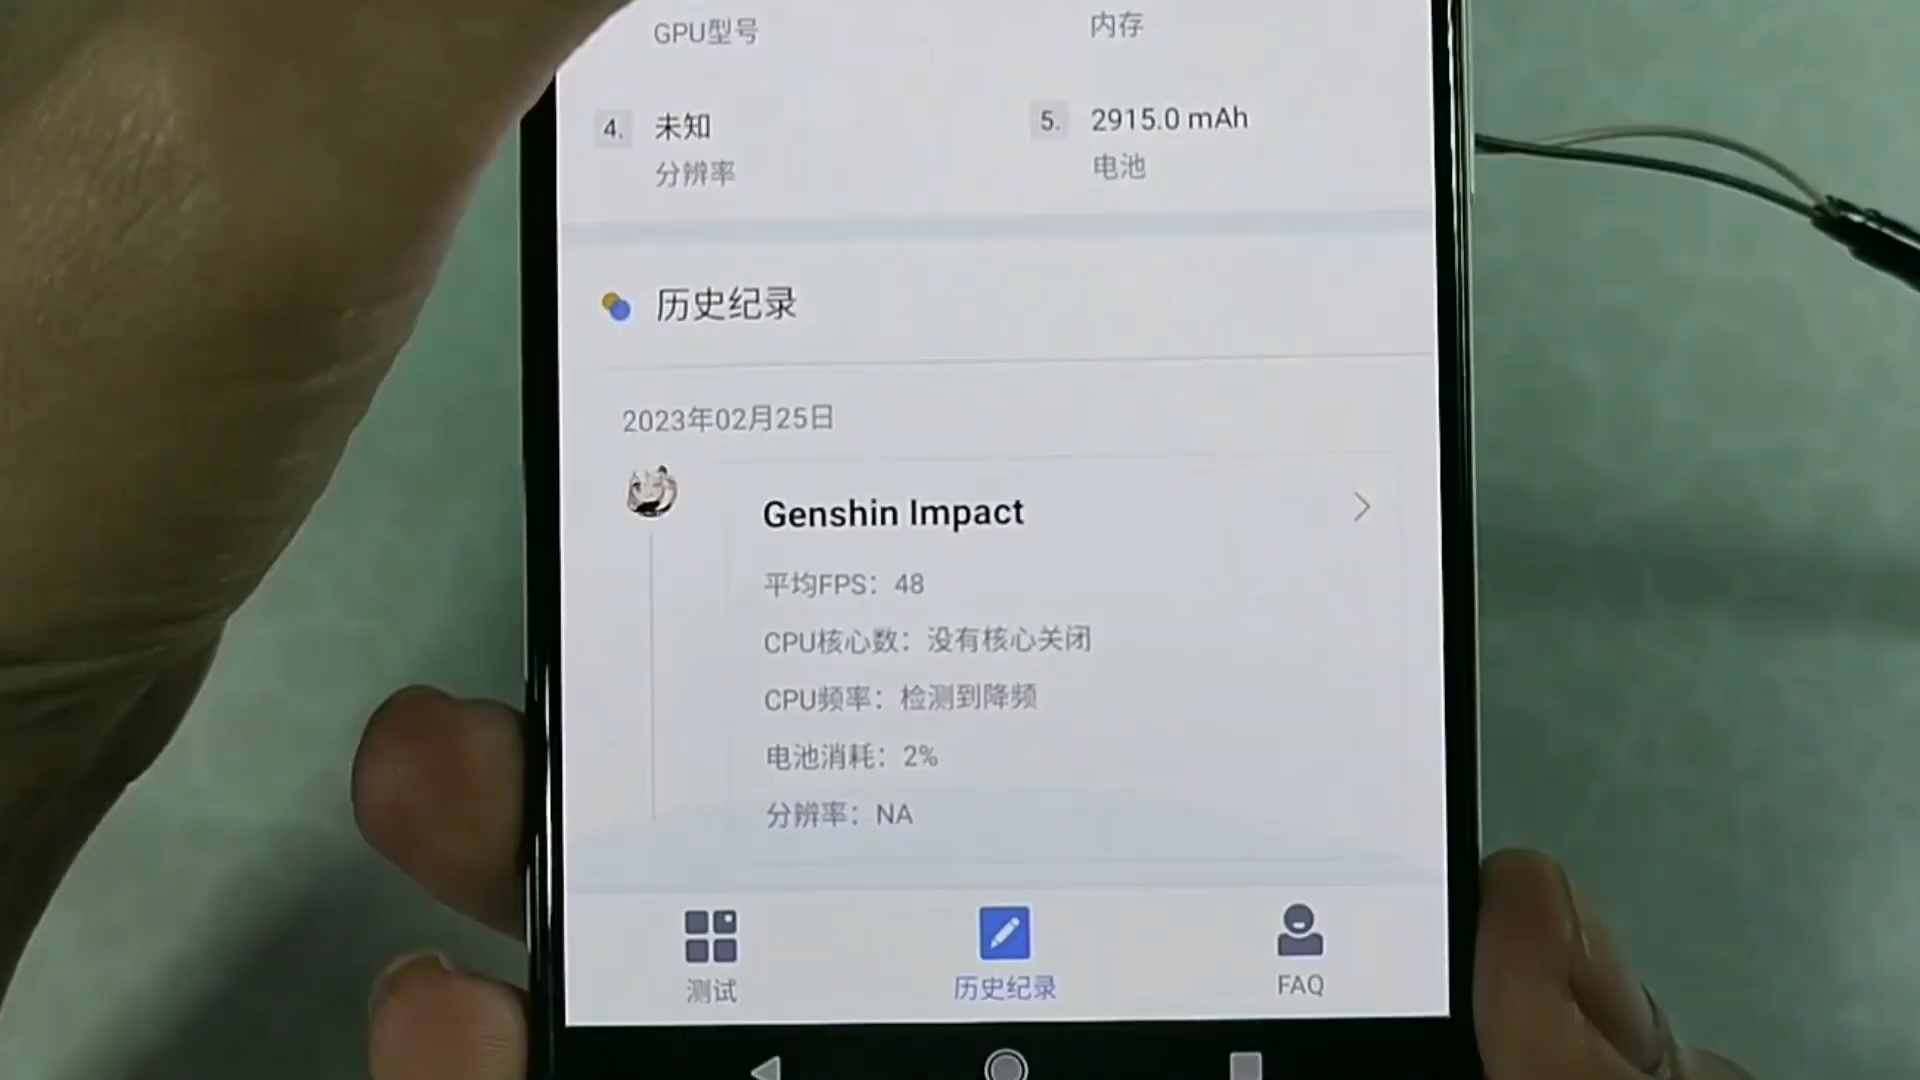 GPU型号
内存
4. 未知
分辨率
5. 2915.0 mAh
电池
历史纪录
2023年02月25日
Genshin Impact
平均FPS：48
CPU核心数：没有核心关闭
CPU频率：检测到降频
电池消耗：2%
分辨率：NA
测试
历史纪录
FAQ